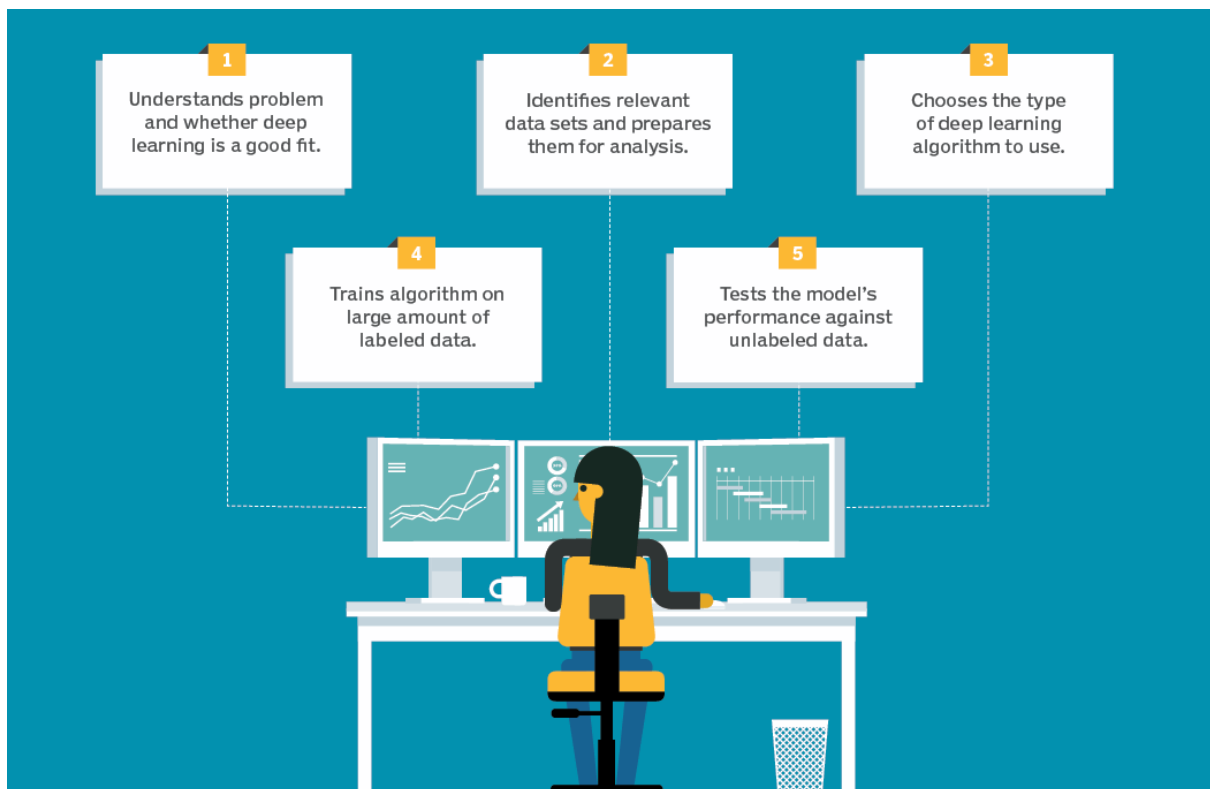 1
Understands problem
and whether deep
learning is a good fit.
2
Identifies relevant
data sets and prepares
them for analysis.
3
Chooses the type
of deep learning
algorithm to use.
4
Trains algorithm on
large amount of
labeled data.
5
Tests the model’s
performance against
unlabeled data.